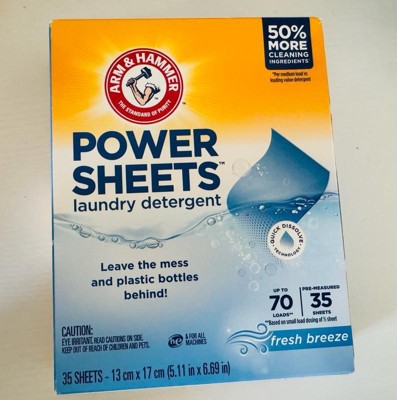 50%
MORE
CLEANING
INGREDIENTS*
*Per medium load vs.
leading value detergent
ARM & HAMMER
THE STANDARD OF PURITY
POWER
SHEETS™
laundry detergent
QUICK DISSOLVE
TECHNOLOGY
Leave the mess
and plastic bottles
behind!
UP TO
70
LOADS**
PRE-MEASURED
35
SHEETS
**Based on small load dosing of ½ sheet
CAUTION:
EYE IRRITANT. READ CAUTIONS ON SIDE.
KEEP OUT OF REACH OF CHILDREN AND PETS.
he & FOR ALL
MACHINES
fresh breeze
35 SHEETS - 13 cm x 17 cm (5.11 in x 6.69 in)